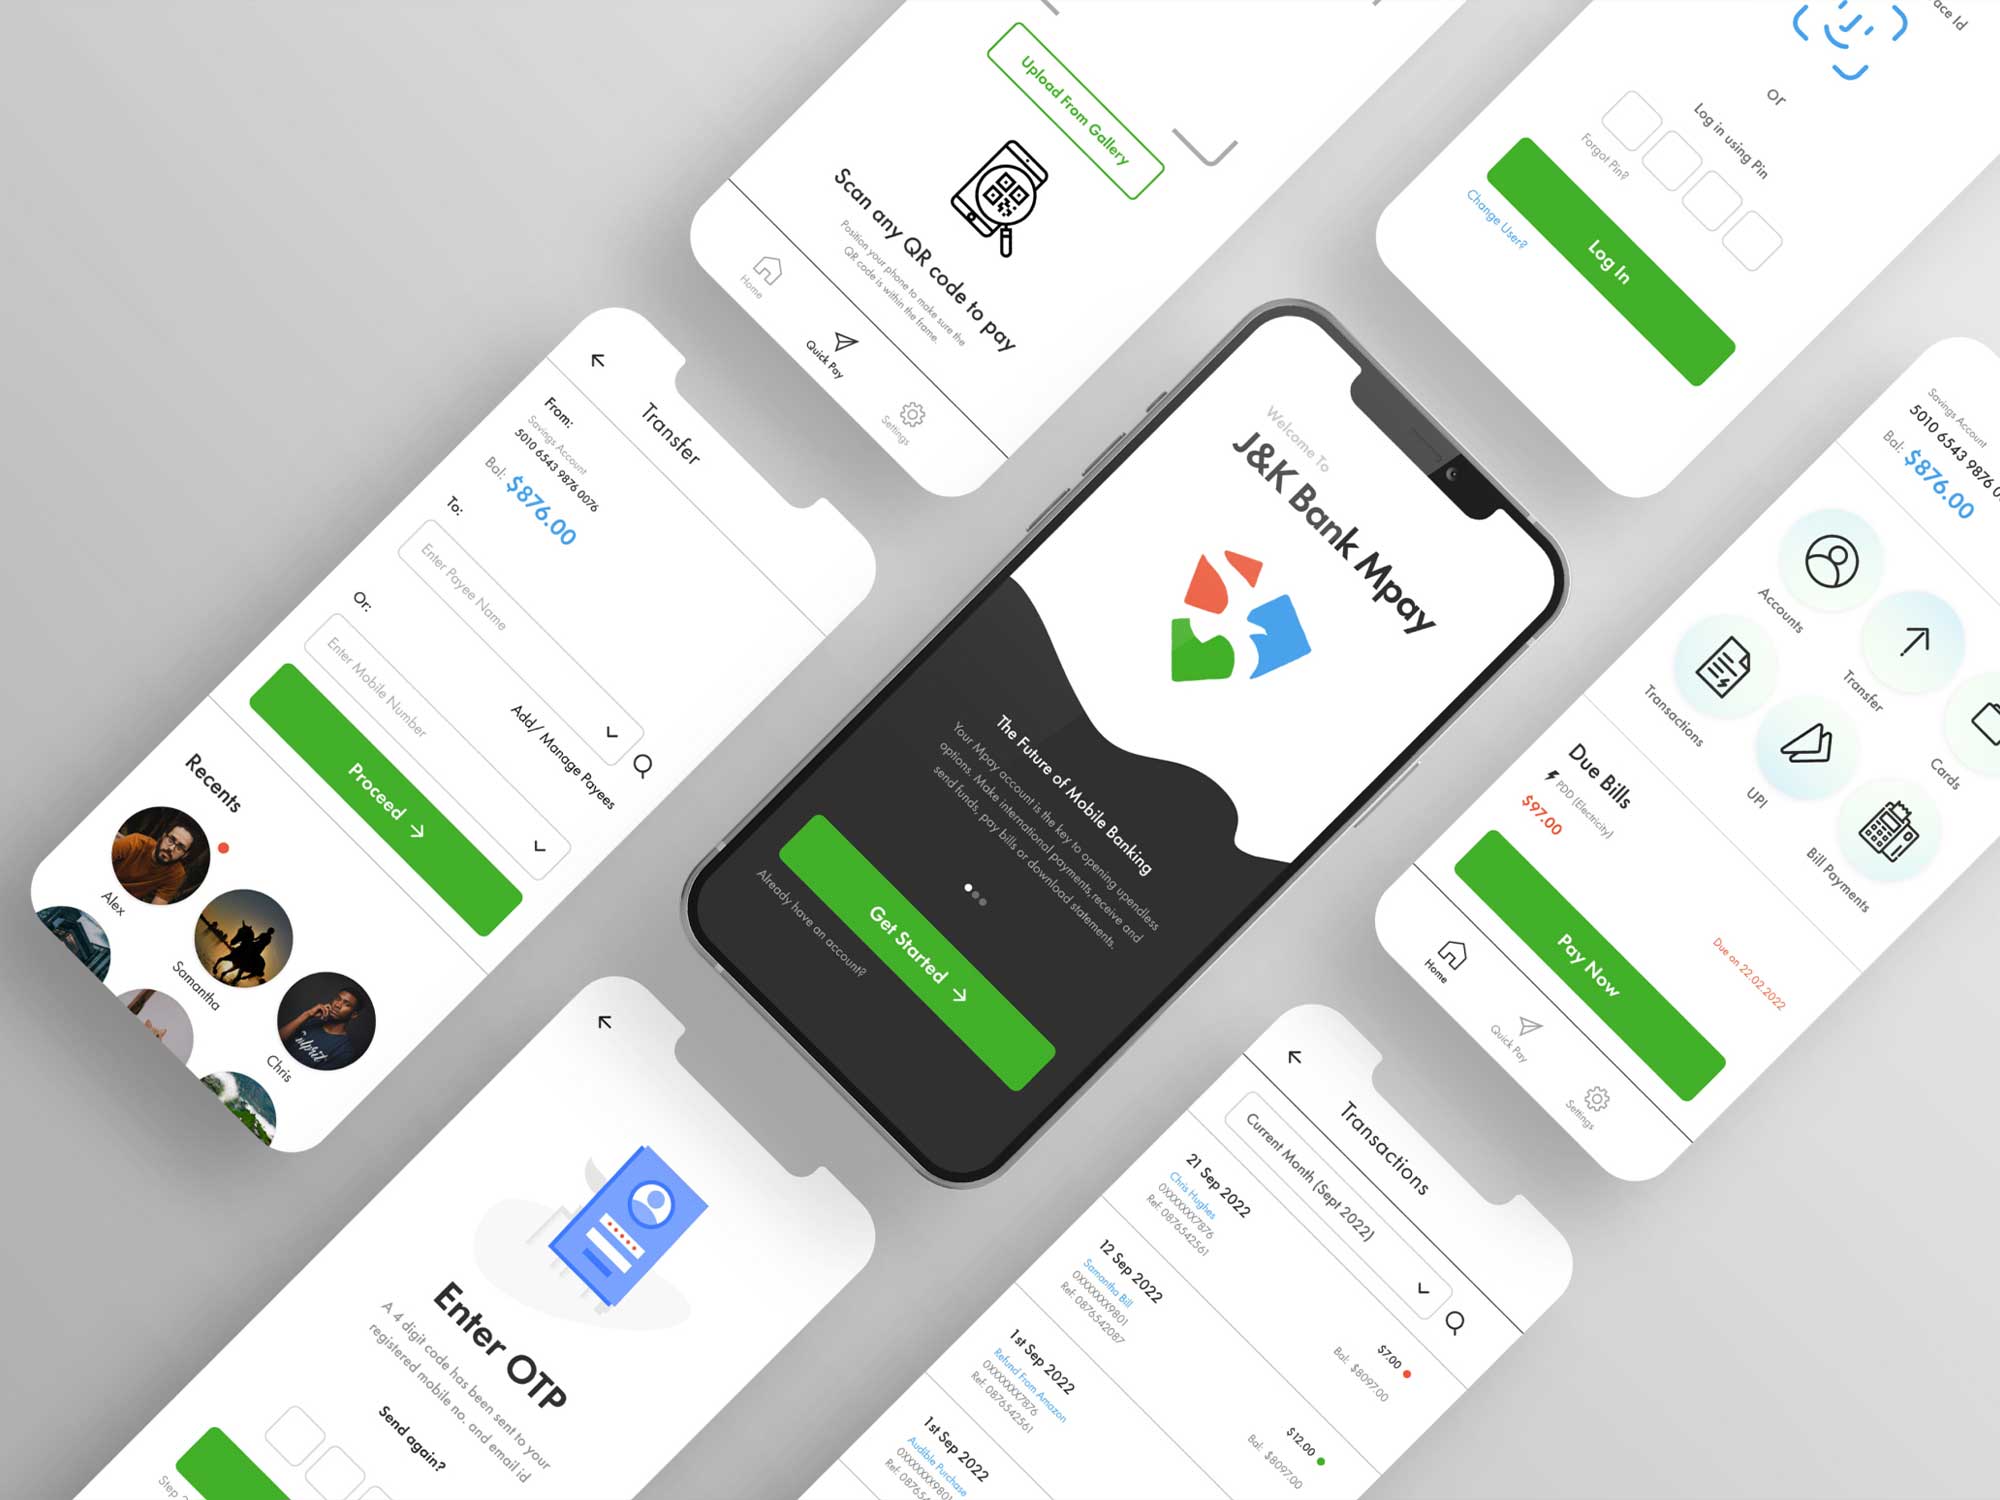 Upload From Gallery
Scan any QR code to pay
Position your phone to make sure the
QR code is within the frame.
Home
Quick Pay
Settings
ace Id
or
Log in using Pin
Forgot Pin?
Log In
Change User?
Transfer
From:
Savings Account
5010 6543 9876 0076
Bal: $876.00
To:
Enter Payee Name
Add/ Manage Payees
Or:
Enter Mobile Number
Proceed →
Recents
Alex
Samantha
Chris
Welcome To
J&K Bank Mpay
The Future of Mobile Banking
Your Mpay account is the key to opening upendless
options. Make international payments,receive and
send funds, pay bills or download statements.
Get Started →
Already have an account?
Savings Account
5010 6543 9876 0
Bal: $876.00
Accounts
Transfer
Cards
Transactions
UPI
Bill Payments
Due Bills
PDD (Electricity)
$97.00
Due on 22.02.2022
Pay Now
Home
Quick Pay
Settings
Enter OTP
A 4 digit code has been sent to your
registered mobile no. and email id
Send again?
Step
Transactions
Current Month (Sept 2022)
21 Sep 2022
Chris Hughes
0XXXXXXX7876
Ref: 0876542561
$7.00
Bal: $8097.00
12 Sep 2022
Samantha Bill
0XXXXXXX9801
Ref: 0876542087
$12.00
Bal: $8097.00
1st Sep 2022
Refund From Amazon
0XXXXXXX7876
Ref: 0876542561
1st Sep 2022
Audible Purchase
0XXXXXXX9801
Ref: 08765